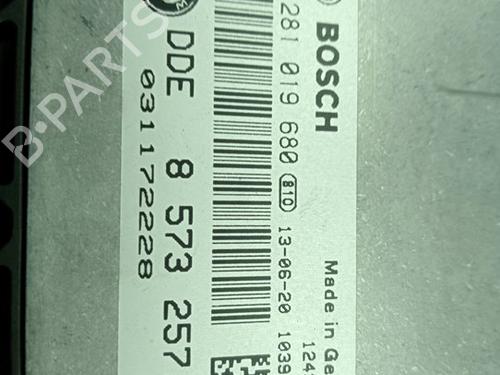 BOSCH
281 019 680 810 13-06-20 1039
Made in Ge
124
DDE 8 573 257
0311722228
B-PARTS